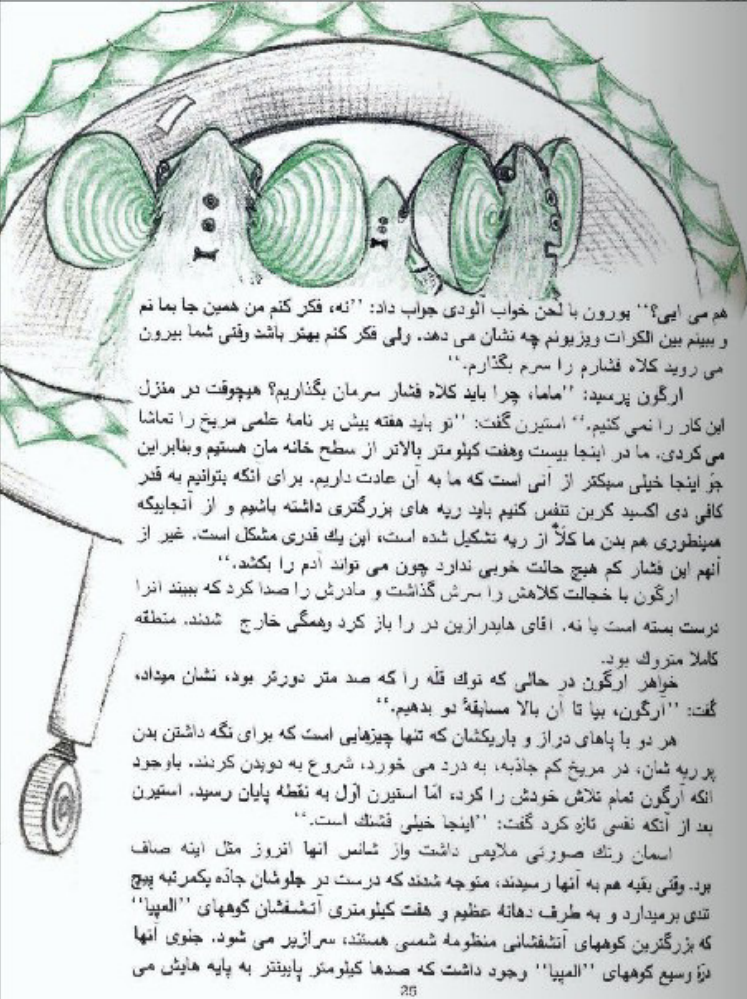 هم می ایی؟'' یورون با لحن خواب آلودی جواب داد: ''نه، فکر کنم من همین جا بما نم
و ببینم بین الکرات ویزیونم چه نشان می دهد. ولی فکر کنم بهتر باشد وقتی شما بیرون
می روید کلاه فشارم را سرم بگذارم.''
ارگون پرسید: ''ماما، چرا باید کلاه فشار سرمان بگذاریم؟ هیچوقت در منزل
این کار را نمی کنیم.'' استیرن گفت: ''تو باید هفته پیش بر نامهٔ علمی مریخ را تماشا
می کردی. ما در اینجا بیست وهفت کیلومتر بالاتر از سطح خانه مان هستیم وبنابراین
جوّ اینجا خیلی سبکتر از آنی است که ما به آن عادت داریم. برای آنکه بتوانیم به قدر
کافی دی اکسید کربن تنفس کنیم باید ریه های بزرگتری داشته باشیم و از آنجاییکه
همینطوری هم بدن ما کلاً از ریه تشکیل شده است، این یك قدری مشکل است. غیر از
آنهم این فشار کم هیچ حالت خوبی ندارد چون می تواند آدم را بکشد.''
ارگون با خجالت کلاهش را سرش گذاشت و مادرش را صدا کرد که ببیند انرا
درست بسته است یا نه. اقای هایدرازین در را باز کرد وهمگی خارج شدند. منطقه
کاملا متروك بود.
خواهر ارگون در حالی که نوك قلّه را که صد متر دورتر بود، نشان میداد،
گفت: ''آرگون، بیا تا آن بالا مسابقهٔ دو بدهیم.''
هر دو با پاهای دراز و باریکشان که تنها چیزهایی است که برای نگه داشتن بدن
پر ریه شان، در مریخ کم جاذبه، به درد می خورد، شروع به دویدن کردند. باوجود
انکه آرگون تمام تلاش خودش را کرد، امّا استیرن اوّل به نقطه پایان رسید. استیرن
بعد از آنکه نفسی تازه کرد گفت: ''اینجا خیلی قشنك است.''
اسمان رنك صورتی ملایمی داشت واز شانس انها انروز مثل اینه صاف
بود. وقتی بقیه هم به آنها رسیدند، متوجه شدند که درست در جلوشان جادّه یکمرتبه پیچ
تندی برمیدارد و به طرف دهانهٔ عظیم و هفت کیلومتری آتشفشان کوههای ''المپیا''
که بزرگترین کوههای آتشفشانی منظومهٔ شمسی هستند، سرازیر می شود. جنوی آنها
درّهٔ وسیع کوههای ''المپیا'' وجود داشت که صدها کیلومتر پایینتر به پایه هایش می
25